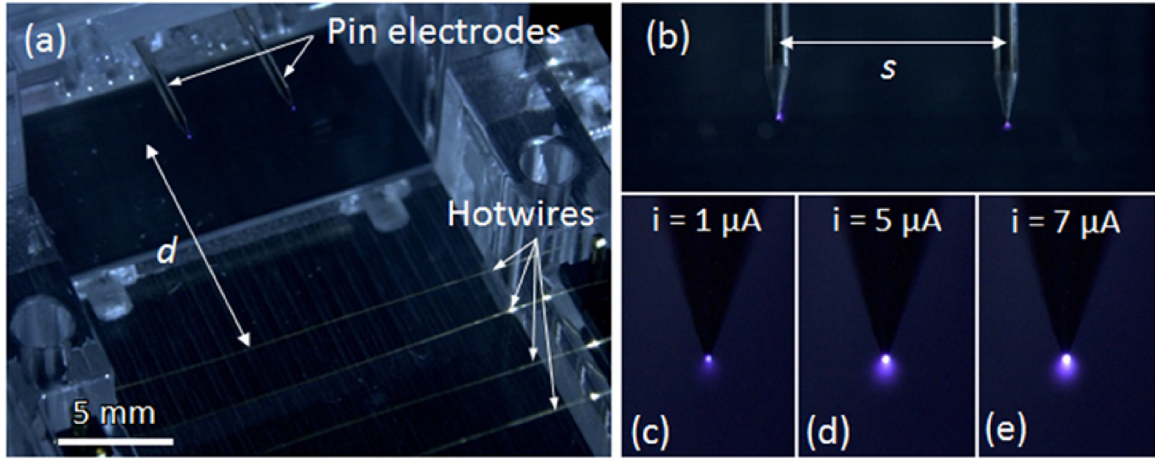 (a)
Pin electrodes
d
Hotwires
5 mm
(b)
s
i = 1 µA
(c)
i = 5 µA
(d)
i = 7 µA
(e)